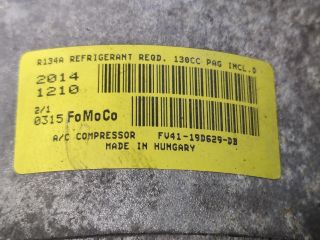 R134A REFRIGERANT REQD. 130CC PAG INCL.D
2014
1210
2/1
0315 FoMoCo
A/C COMPRESSOR FV41-19D629-DB
MADE IN HUNGARY